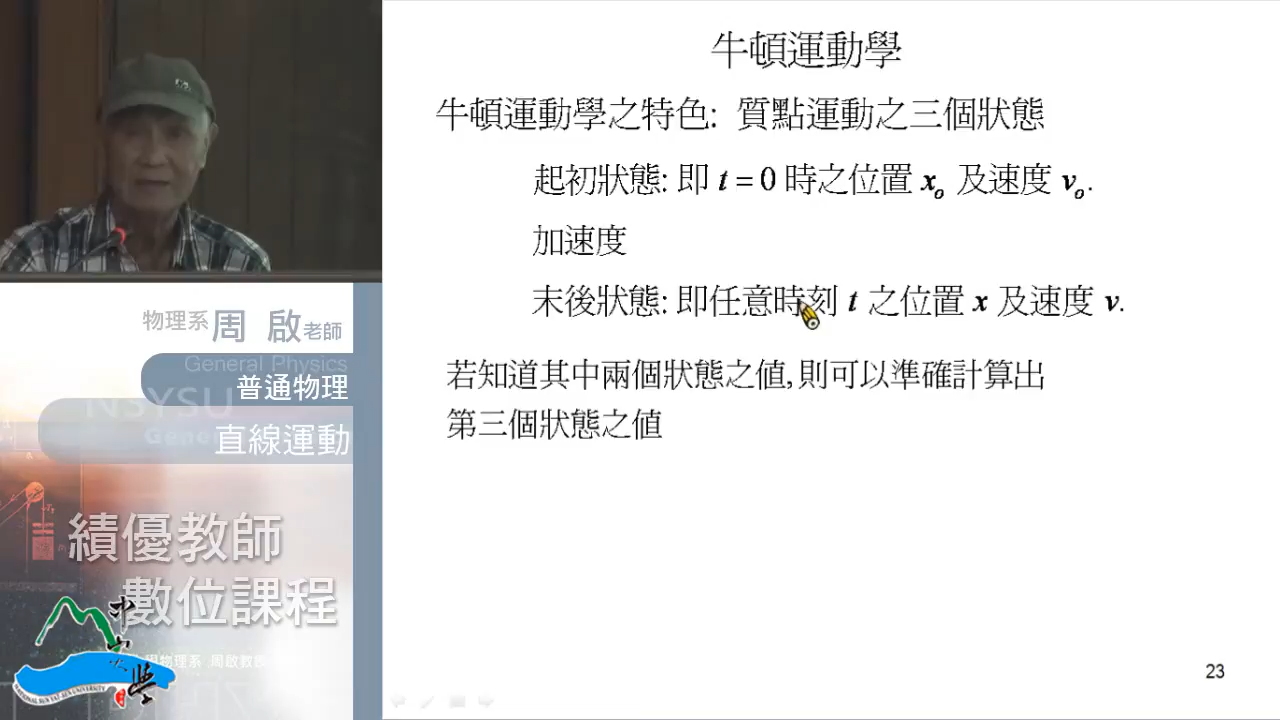 牛頓運動學
牛頓運動學之特色: 質點運動之三個狀態
起初狀態: 即 t = 0 時之位置 xo 及速度 vo.
加速度
末後狀態: 即任意時刻 t 之位置 x 及速度 v.
若知道其中兩個狀態之值,則可以準確計算出
第三個狀態之值
23
物理系 周 啟 老師
General Physics
普通物理
NSYSU
直線運動
績優教師
數位課程